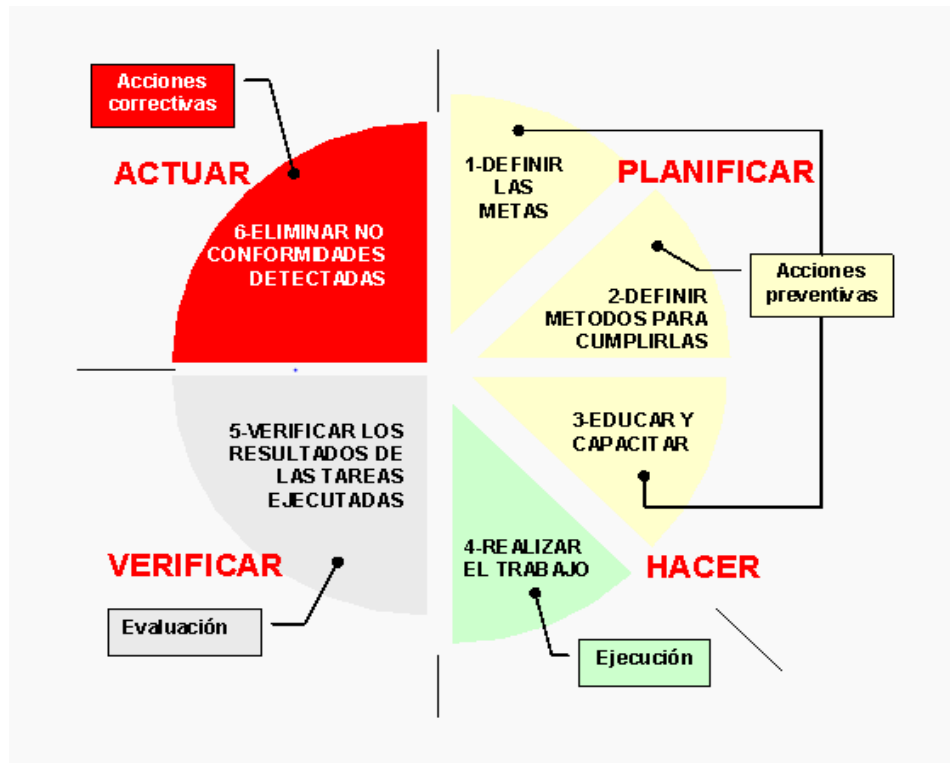 Acciones
correctivas
ACTUAR
6-ELIMINAR NO
CONFORMIDADES
DETECTADAS
1-DEFINIR
LAS
METAS
PLANIFICAR
2-DEFINIR
METODOS PARA
CUMPLIRLAS
Acciones
preventivas
3-EDUCAR Y
CAPACITAR
HACER
4-REALIZAR
EL TRABAJO
Ejecución
5-VERIFICAR LOS
RESULTADOS DE
LAS TAREAS
EJECUTADAS
VERIFICAR
Evaluación